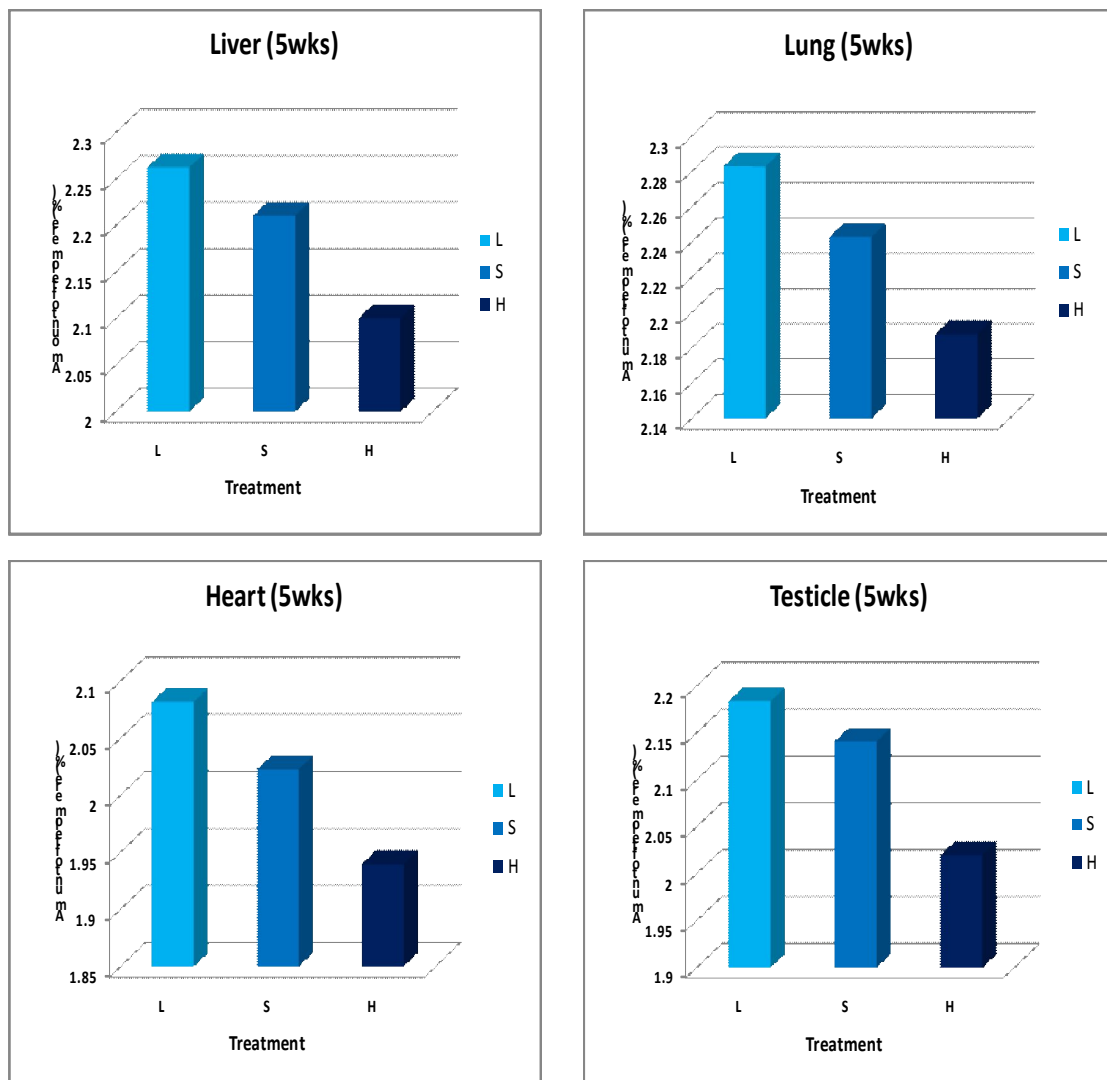 Liver (5wks)
2.3
2.25
2.2
2.15
2.1
2.05
2
L
S
H
Treatment
L
S
H
Lung (5wks)
2.3
2.28
2.26
2.24
2.22
2.2
2.18
2.16
2.14
L
S
H
Treatment
L
S
H
Heart (5wks)
2.1
2.05
2
1.95
1.9
1.85
L
S
H
Treatment
L
S
H
Testicle (5wks)
2.2
2.15
2.1
2.05
2
1.95
1.9
L
S
H
Treatment
L
S
H